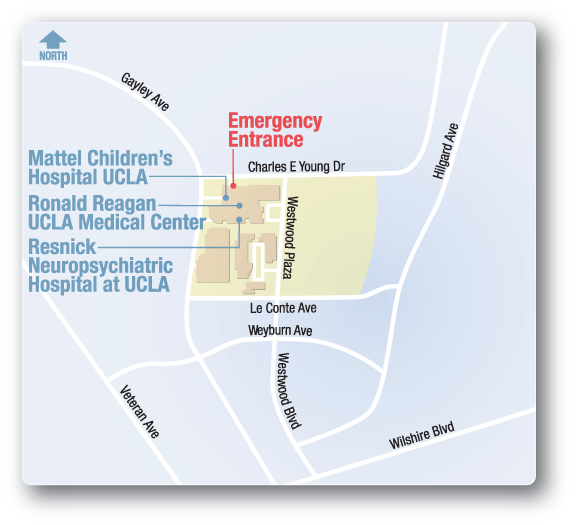 NORTH
Gayley Ave
Emergency
Entrance
Mattel Children's
Hospital UCLA
Charles E Young Dr
Hilgard Ave
Ronald Reagan
UCLA Medical Center
Westwood Plaza
Resnick
Neuropsychiatric
Hospital at UCLA
Le Conte Ave
Weyburn Ave
Westwood Blvd
Veteran Ave
Wilshire Blvd